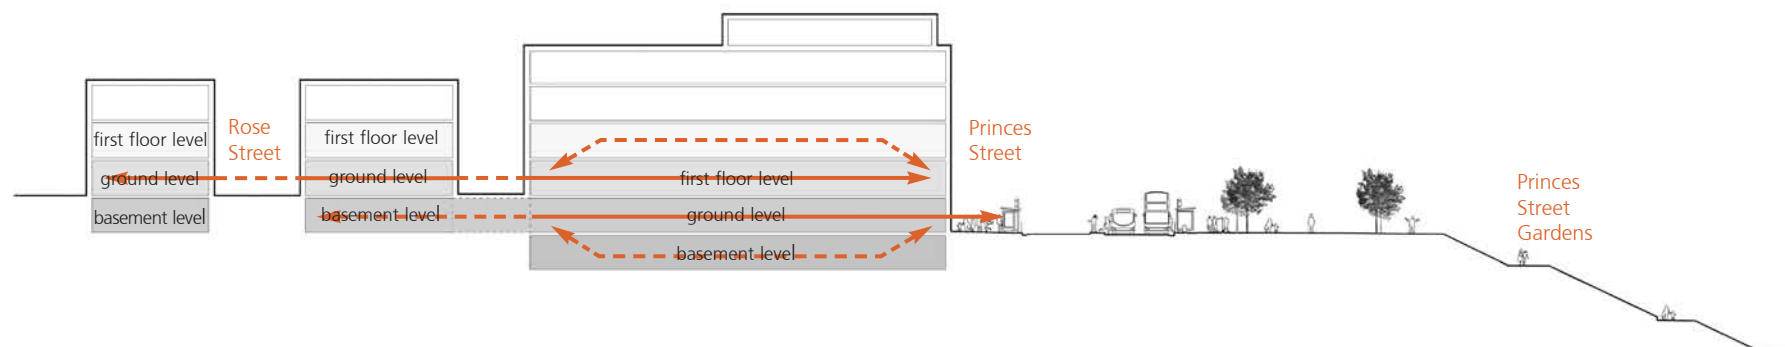 first floor level
ground level
basement level
Rose
Street
first floor level
ground level
basement level
first floor level
ground level
basement level
Princes
Street
Princes
Street
Gardens